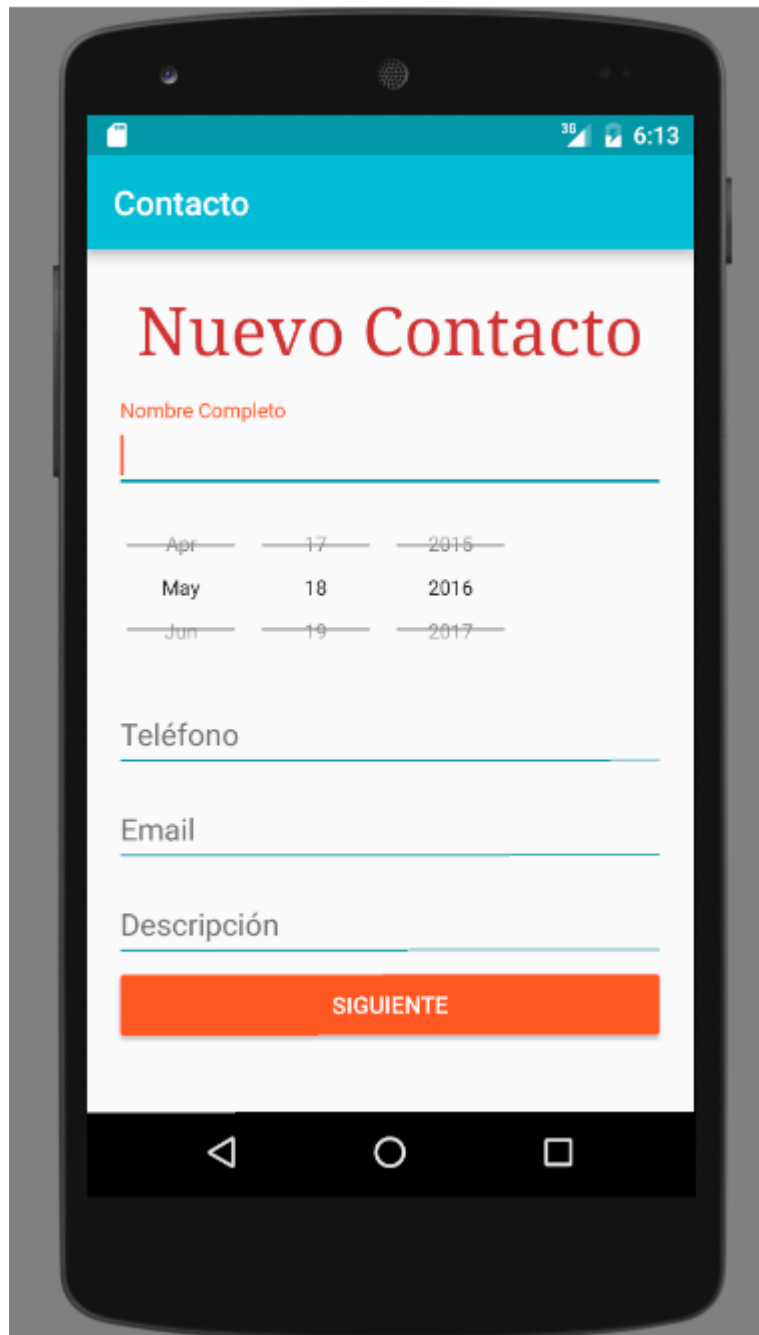 3G 6:13
Contacto
Nuevo Contacto
Nombre Completo
Apr 17 2015
May 18 2016
Jun 19 2017
Teléfono
Email
Descripción
SIGUIENTE